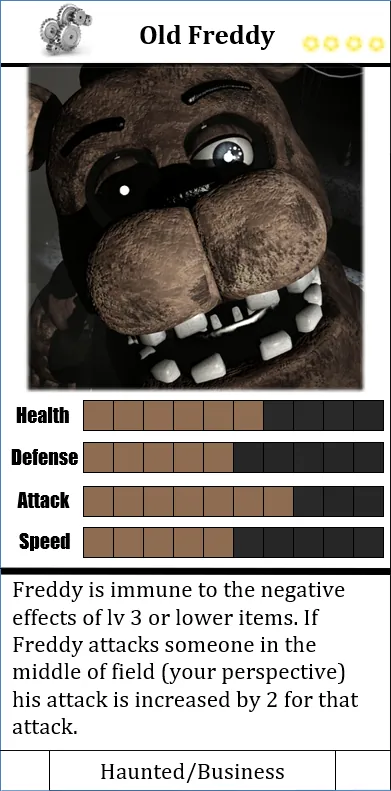 Old Freddy
Health
Defense
Attack
Speed
Freddy is immune to the negative
effects of lv 3 or lower items. If
Freddy attacks someone in the
middle of field (your perspective)
his attack is increased by 2 for that
attack.
Haunted/Business